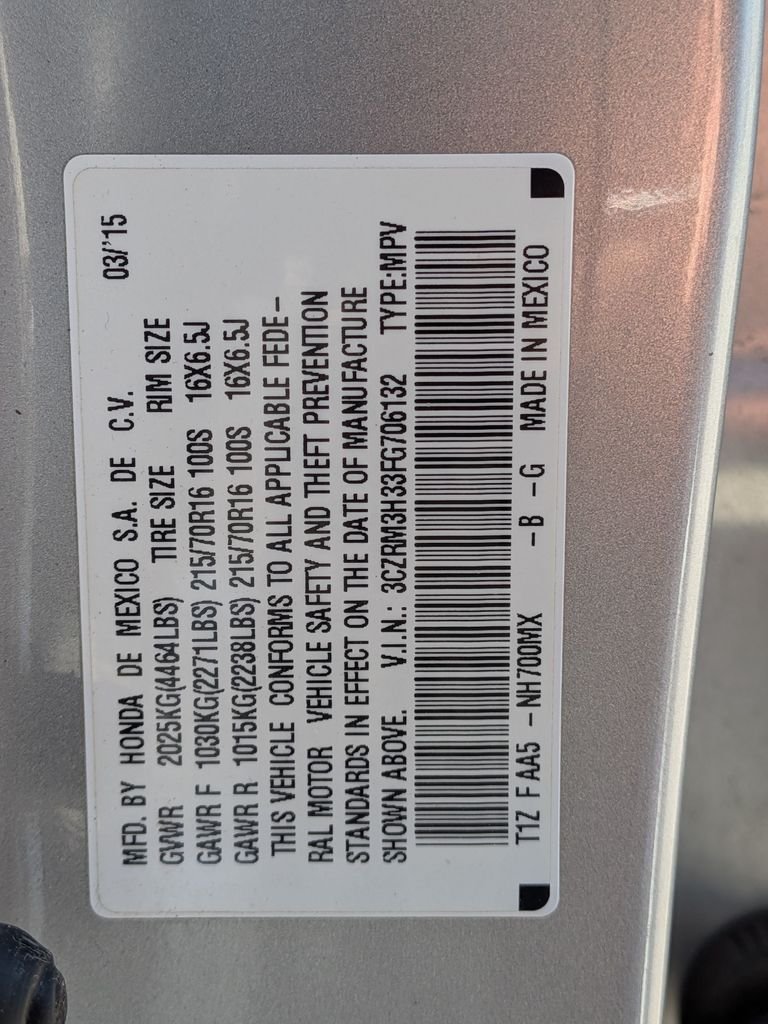 MFD. BY HONDA DE MEXICO S.A. DE C.V. 03/'15
GVWR 2025KG(4464LBS) TIRE SIZE RIM SIZE
GAWR F 1030KG(2271LBS) 215/70R16 100S 16X6.5J
GAWR R 1015KG(2238LBS) 215/70R16 100S 16X6.5J
THIS VEHICLE CONFORMS TO ALL APPLICABLE FEDE-
RAL MOTOR VEHICLE SAFETY AND THEFT PREVENTION
STANDARDS IN EFFECT ON THE DATE OF MANUFACTURE
SHOWN ABOVE. V.I.N.: 3CZRM3H33FG706132 TYPE:MPV
T1Z F AA5 -NH700MX -B -G MADE IN MEXICO